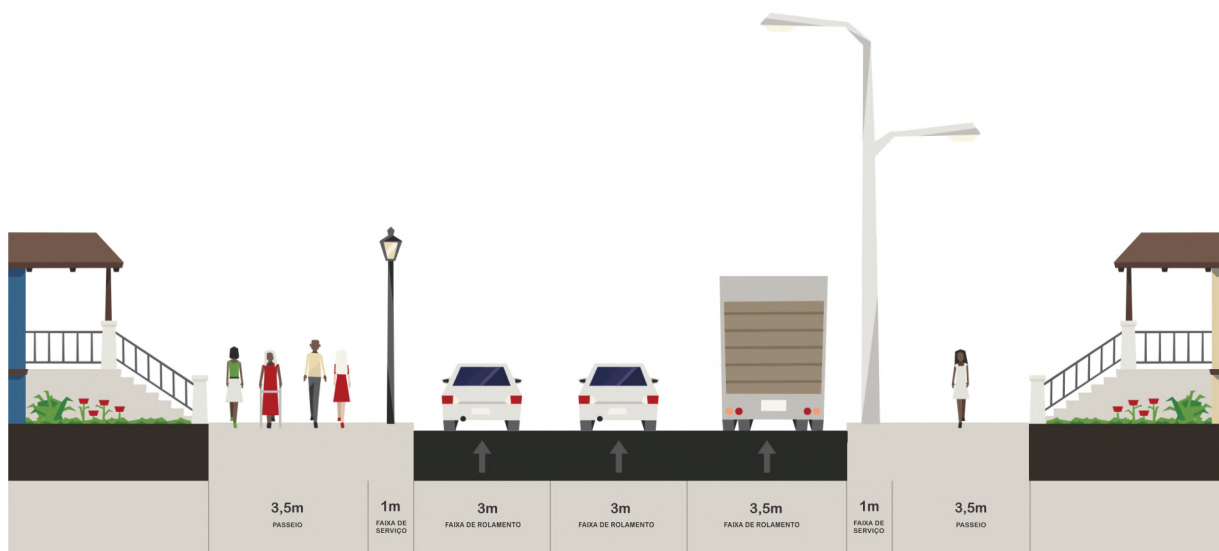 3,5m
PASSEIO
1m
FAIXA DE
SERVIÇO
3m
FAIXA DE ROLAMENTO
3m
FAIXA DE ROLAMENTO
3,5m
FAIXA DE ROLAMENTO
1m
FAIXA DE
SERVIÇO
3,5m
PASSEIO